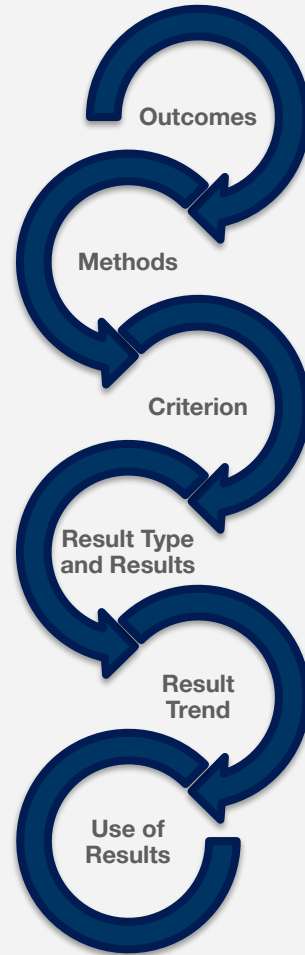 Outcomes
Methods
Criterion
Result Type
and Results
Result
Trend
Use of
Results